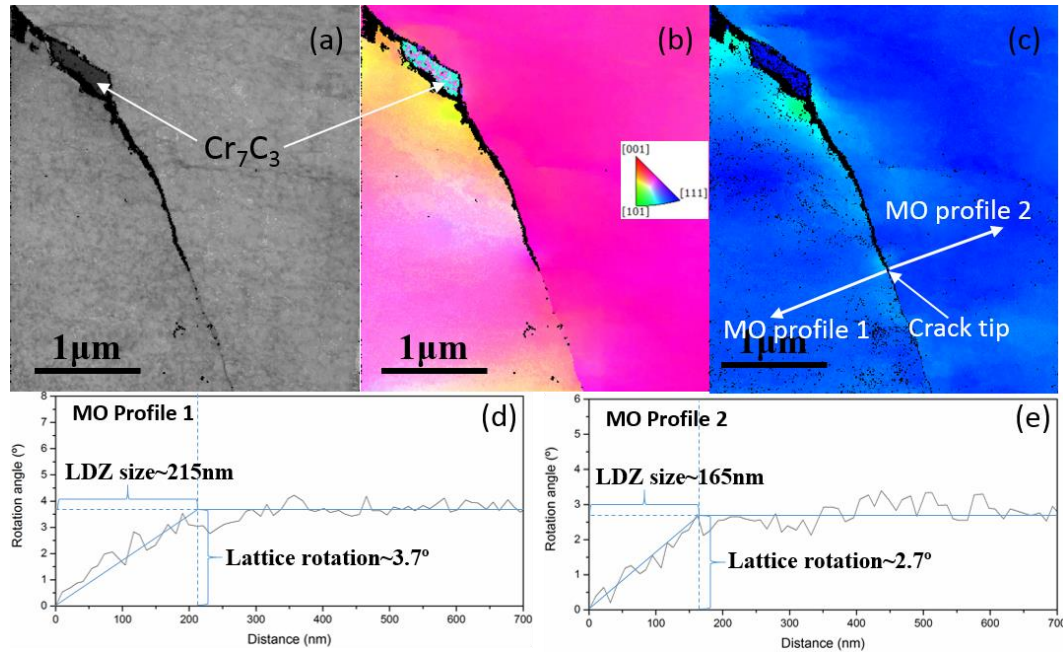 (a)
(b)
(c)
Cr₇C₃
[001]
[111]
[101]
MO profile 2
MO profile 1
Crack tip
1μm
1μm
1μm
(d)
MO Profile 1
LDZ size~215nm
Lattice rotation~3.7º
Rotation angle (º)
8
7
6
5
4
3
2
1
0
0 100 200 300 400 500 600 700
Distance (nm)
(e)
MO Profile 2
LDZ size~165nm
Lattice rotation~2.7º
Rotation angle (º)
6
5
4
3
2
1
0
0 100 200 300 400 500 600 700
Distance (nm)